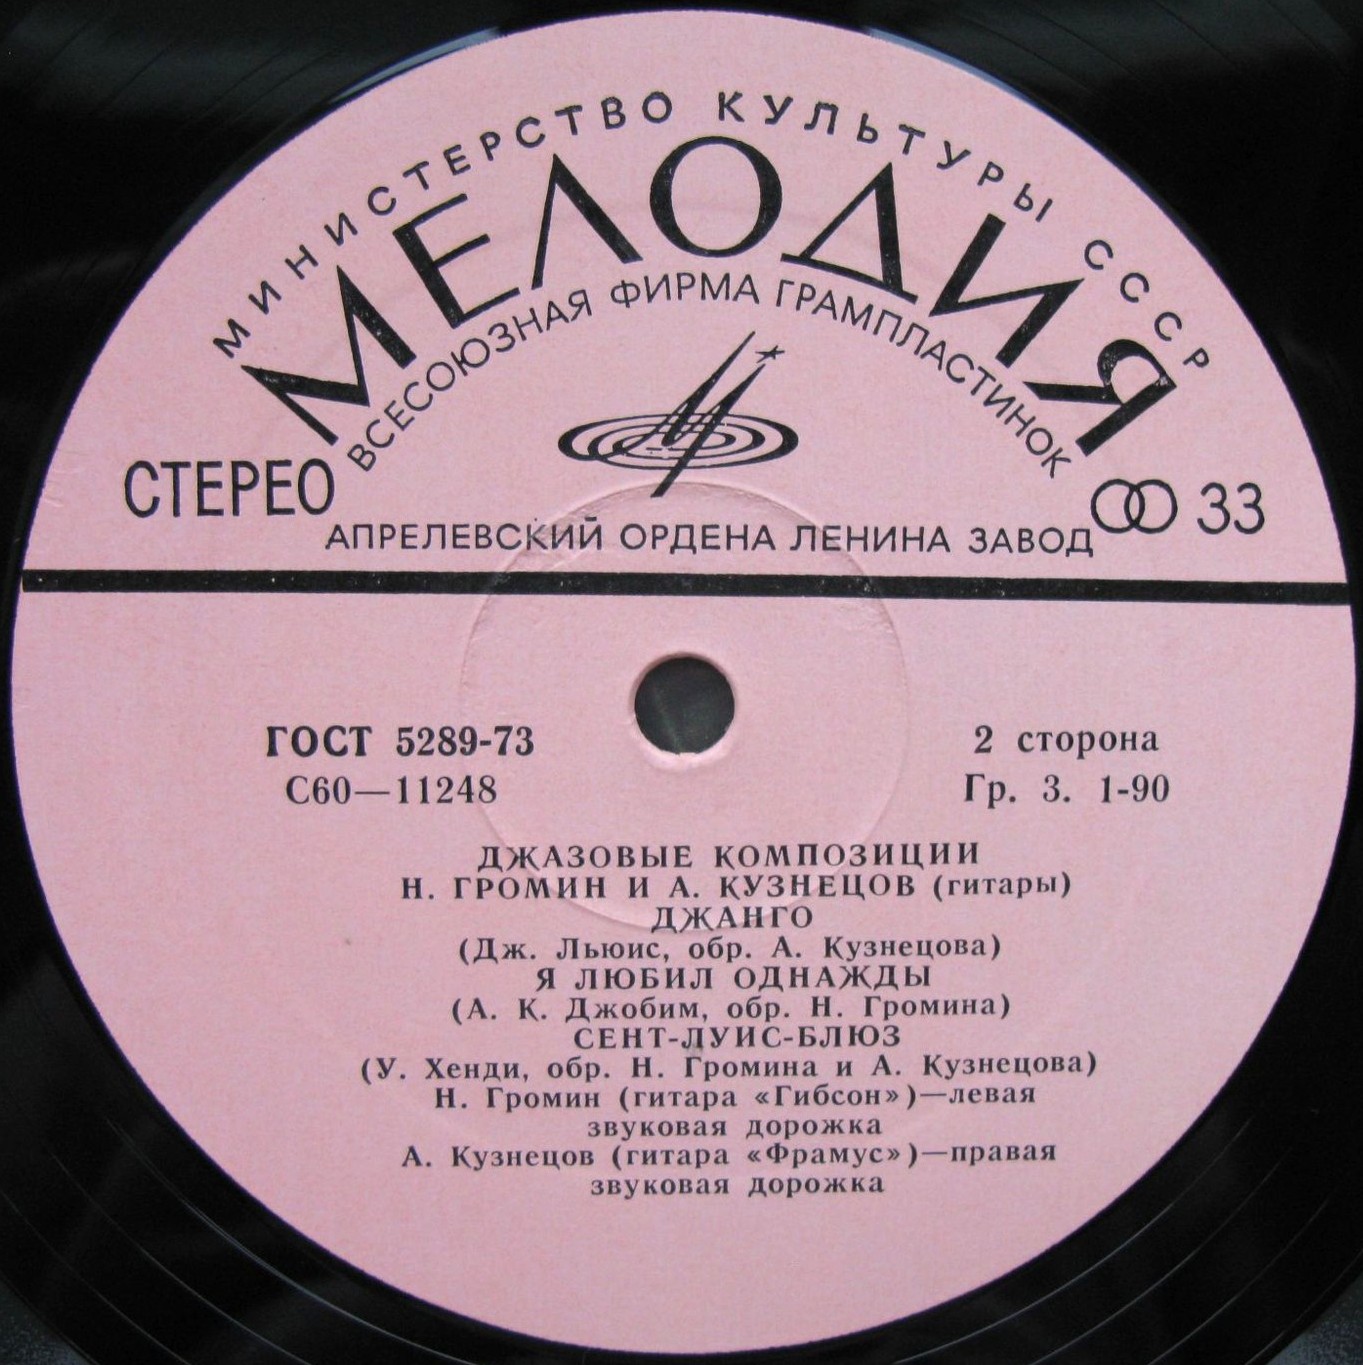 МИНИСТЕРСТВО КУЛЬТУРЫ СССР
МЕЛОДИЯ
ВСЕСОЮЗНАЯ ФИРМА ГРАМПЛАСТИНОК
СТЕРЕО
33
АПРЕЛЕВСКИЙ ОРДЕНА ЛЕНИНА ЗАВОД
ГОСТ 5289-73
С60—11248
2 сторона
Гр. 3. 1-90
ДЖАЗОВЫЕ КОМПОЗИЦИИ
Н. ГРОМИН И А. КУЗНЕЦОВ (гитары)
ДЖАНГО
(Дж. Льюис, обр. А. Кузнецова)
Я ЛЮБИЛ ОДНАЖДЫ
(А. К. Джобим, обр. Н. Громина)
СЕНТ-ЛУИС-БЛЮЗ
(У. Хенди, обр. Н. Громина и А. Кузнецова)
Н. Громин (гитара «Гибсон»)—левая
звуковая дорожка
А. Кузнецов (гитара «Фрамус»)—правая
звуковая дорожка